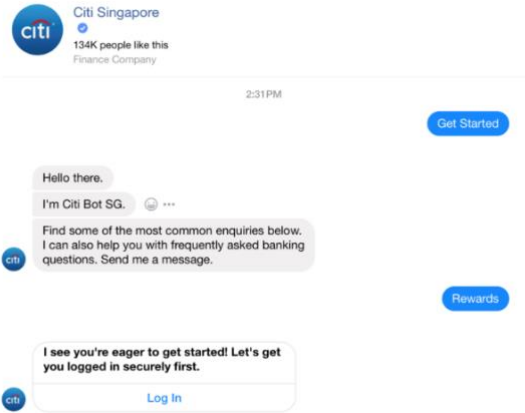 citi
Citi Singapore
134K people like this
Finance Company
2:31PM
Get Started
Hello there.
I'm Citi Bot SG.
Find some of the most common enquiries below.
I can also help you with frequently asked banking
citi
questions. Send me a message.
Rewards
I see you're eager to get started! Let's get
you logged in securely first.
citi
Log In